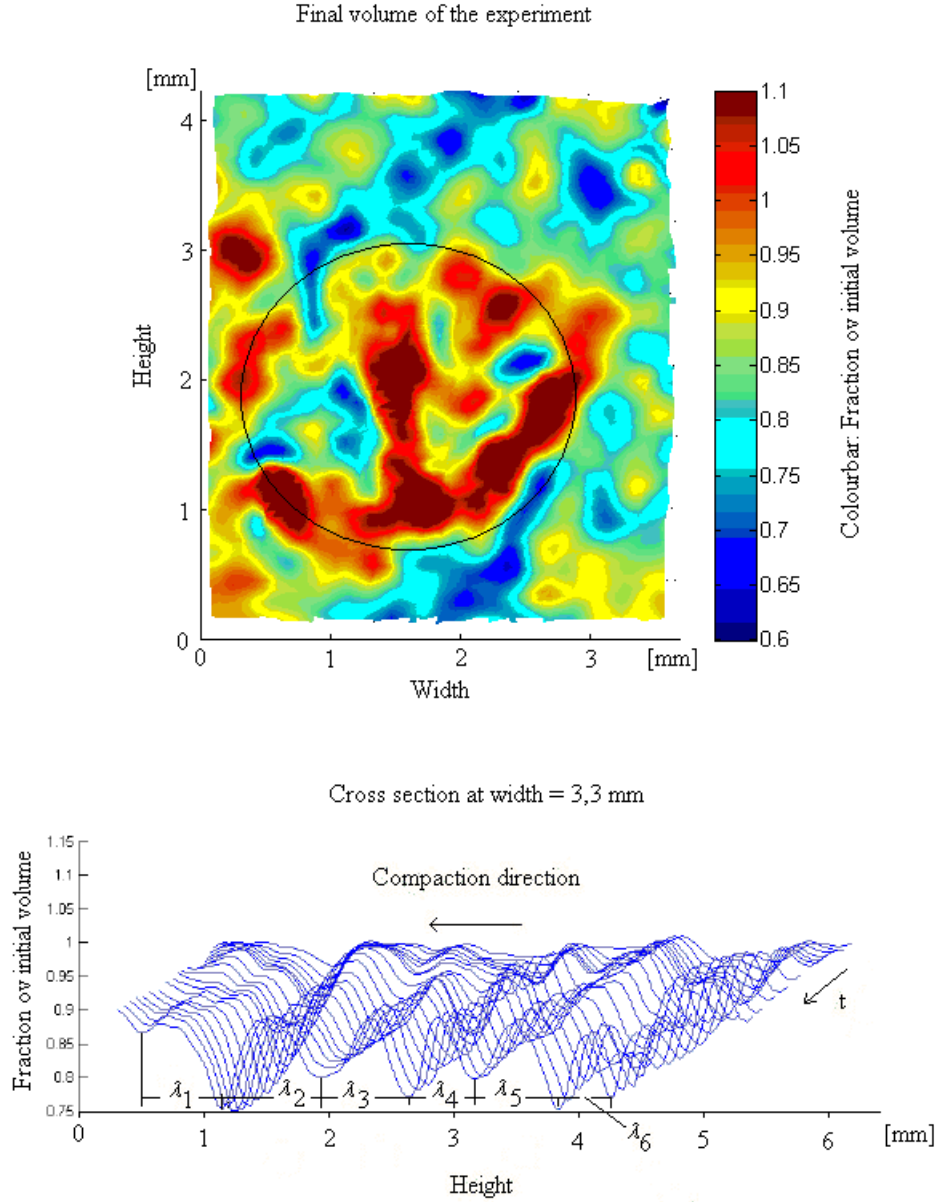 Final volume of the experiment
[mm]
4
3
2
1
0
Height
0 1 2 3 [mm]
Width
1.1
1.05
1
0.95
0.9
0.85
0.8
0.75
0.7
0.65
0.6
Colourbar: Fraction ov initial volume
Cross section at width = 3,3 mm
Fraction ov initial volume
1.15
1.1
1.05
1
0.95
0.9
0.85
0.8
0.75
Compaction direction
t
λ1 λ2 λ3 λ4 λ5
λ6
0 1 2 3 4 5 6 [mm]
Height